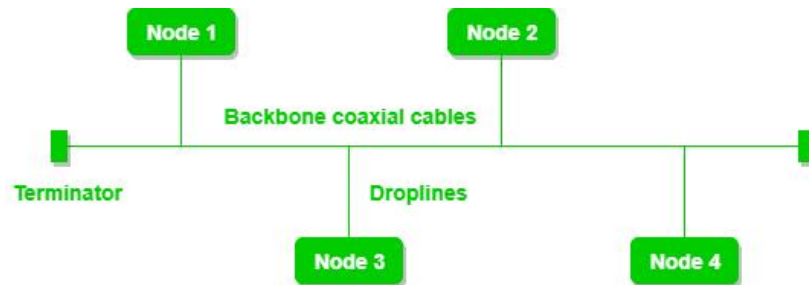 Node 1
Node 2
Backbone coaxial cables
Terminator
Droplines
Node 3
Node 4